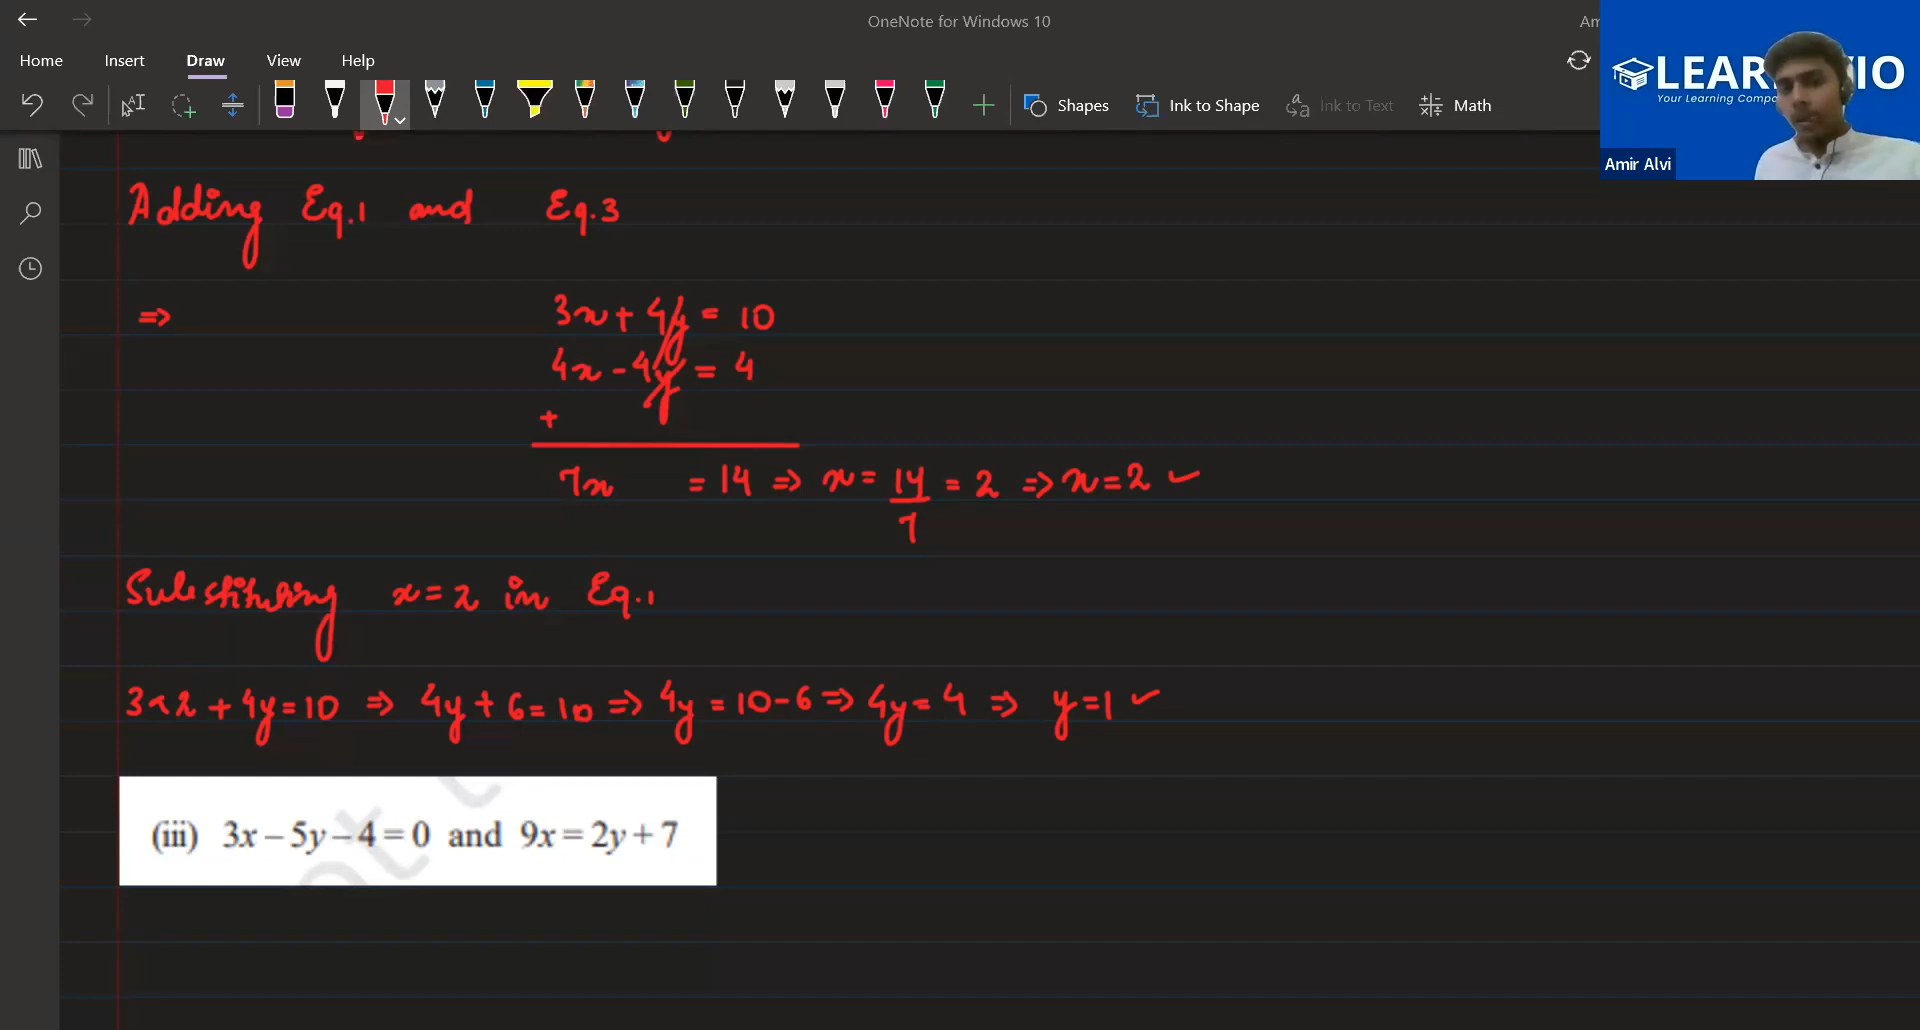 OneNote for Windows 10
Home Insert Draw View Help
Shapes Ink to Shape Ink to Text Math
Your Learning
Amir Alvi
Adding Eq.1 and Eq.3
⇒ 3x + 4y = 10
4x - 4y = 4
+
7x = 14 ⇒ x = 14/7 = 2 ⇒ x = 2 ✓
Substituting x = 2 in Eq.1
3×2 + 4y = 10 ⇒ 4y + 6 = 10 ⇒ 4y = 10 - 6 ⇒ 4y = 4 ⇒ y = 1 ✓
(iii) 3x – 5y – 4 = 0 and 9x = 2y + 7